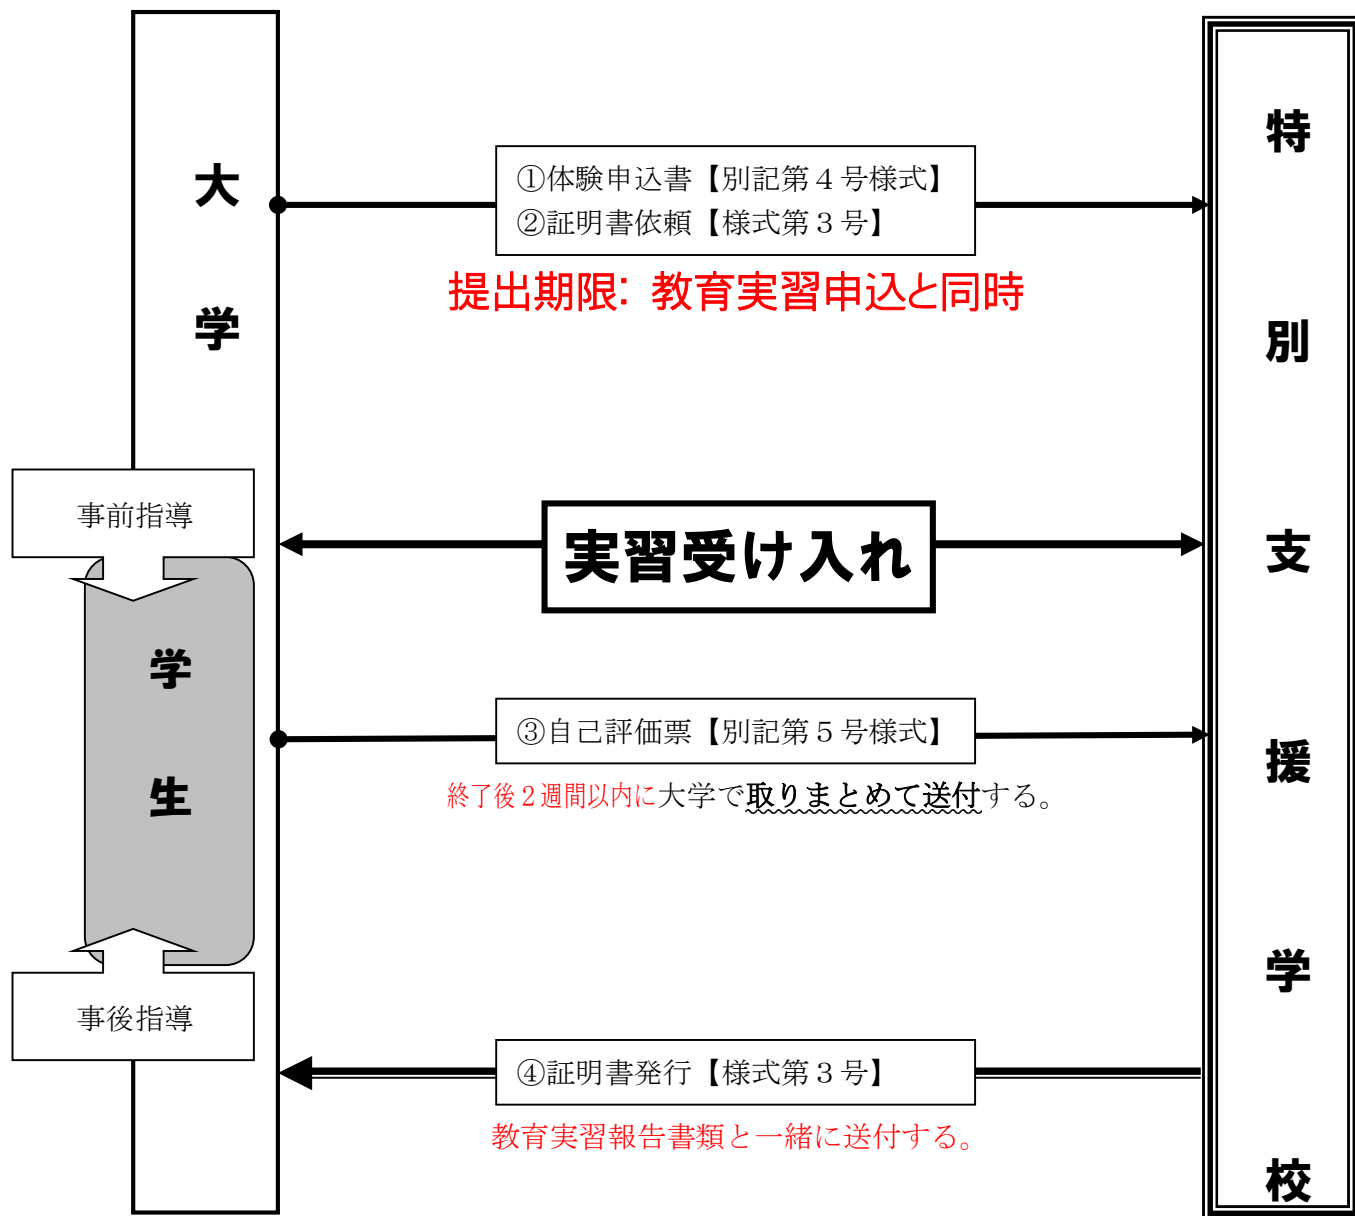 大学
特別支援学校
①体験申込書【別記第４号様式】
②証明書依頼【様式第３号】
提出期限：教育実習申込と同時
事前指導
実習受け入れ
学生
③自己評価票【別記第５号様式】
終了後２週間以内に大学で取りまとめて送付する。
事後指導
④証明書発行【様式第３号】
教育実習報告書類と一緒に送付する。